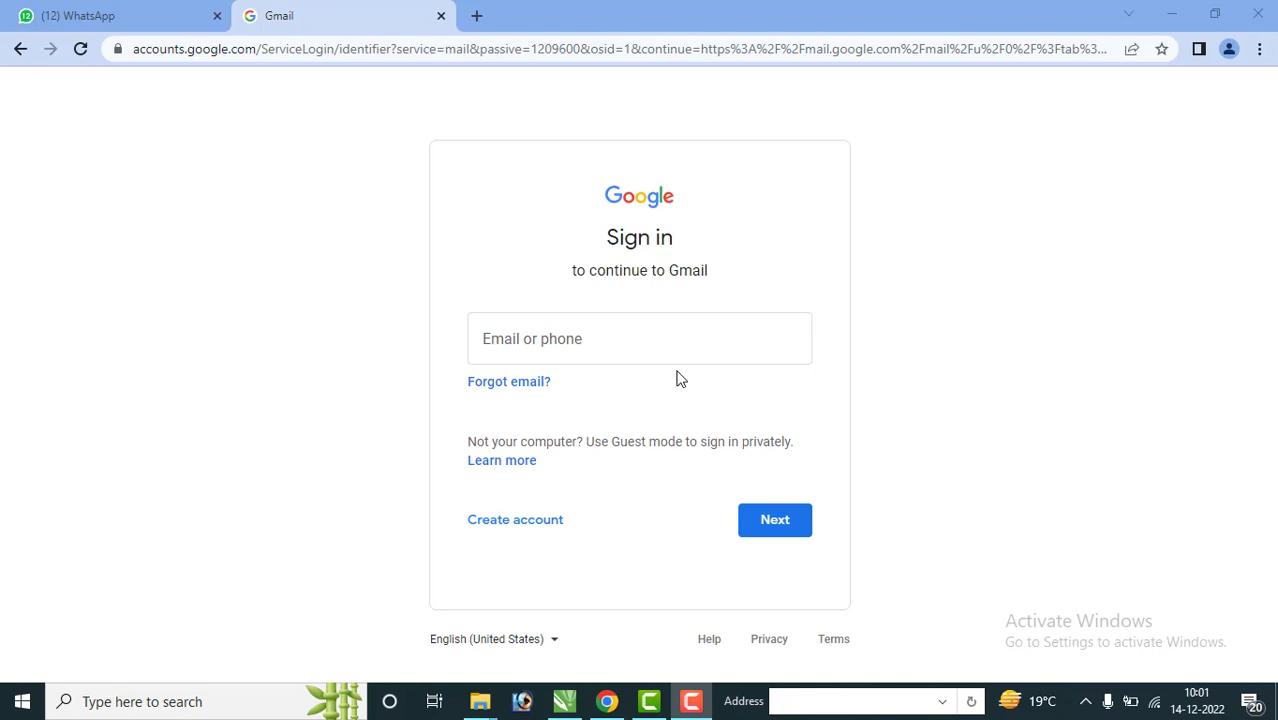 (12) WhatsApp
Gmail
accounts.google.com/ServiceLogin/identifier?service=mail&passive=1209600&osid=1&continue=https%3A%2F%2Fmail.google.com%2Fmail%2Fu%2F0%2F%3Ftab%3...
Google
Sign in
to continue to Gmail
Email or phone
Forgot email?
Not your computer? Use Guest mode to sign in privately.
Learn more
Create account
Next
English (United States)
Help
Privacy
Terms
Activate Windows
Go to Settings to activate Windows.
Type here to search
Address
19°C
10:01
14-12-2022
20